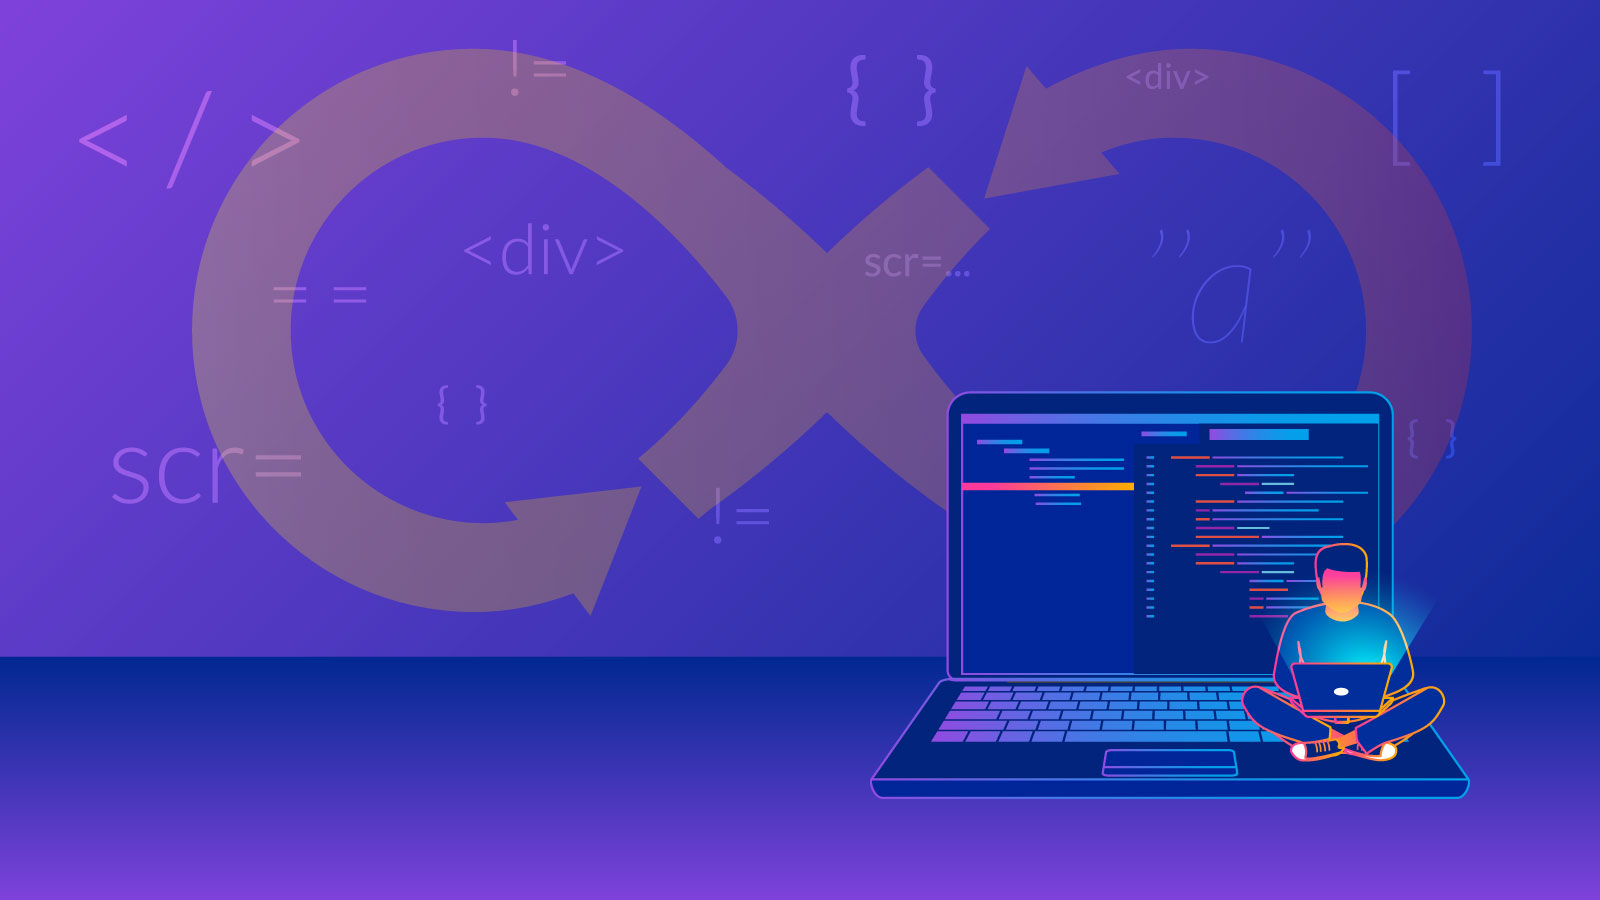 !=
{ }
<div>
[ ]
</>
<div>
scr=...
”a”
==
{ }
scr=
{ }
!=